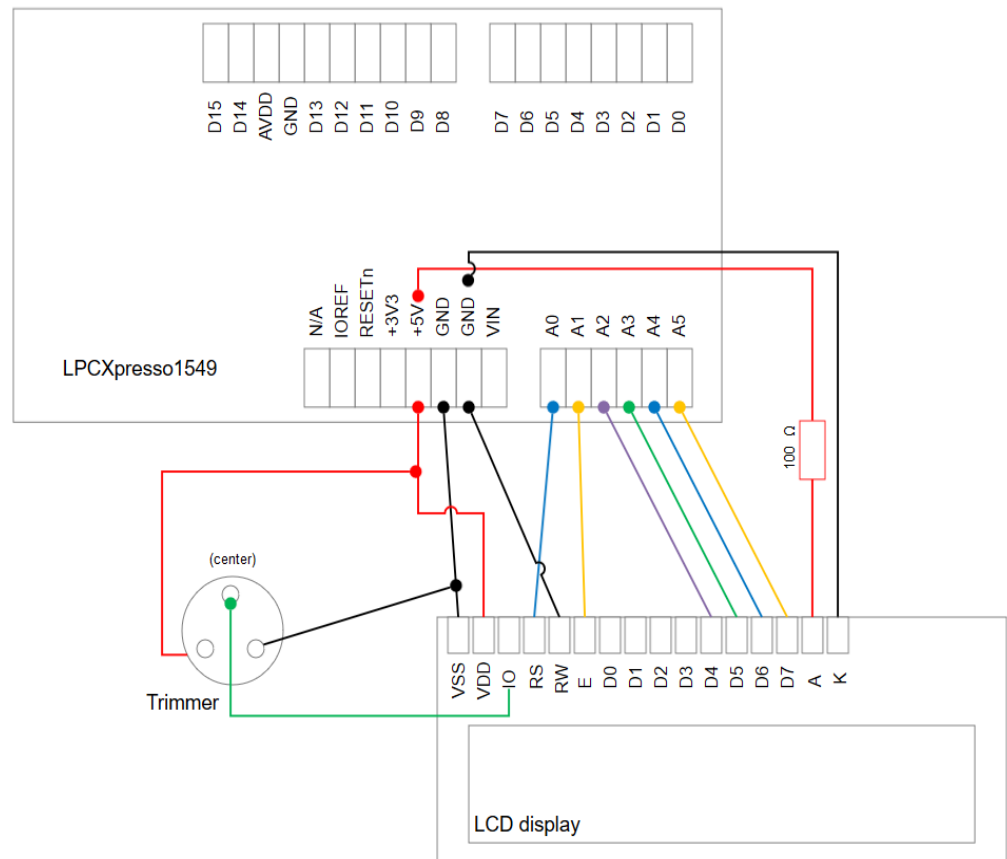 D15 D14 AVDD GND D13 D12 D11 D10 D9 D8 D7 D6 D5 D4 D3 D2 D1 D0
N/A IOREF RESETn +3V3 +5V GND GND VIN A0 A1 A2 A3 A4 A5
LPCXpresso1549
100 Ω
(center)
Trimmer
VSS VDD IO RS RW E D0 D1 D2 D3 D4 D5 D6 D7 A K
LCD display